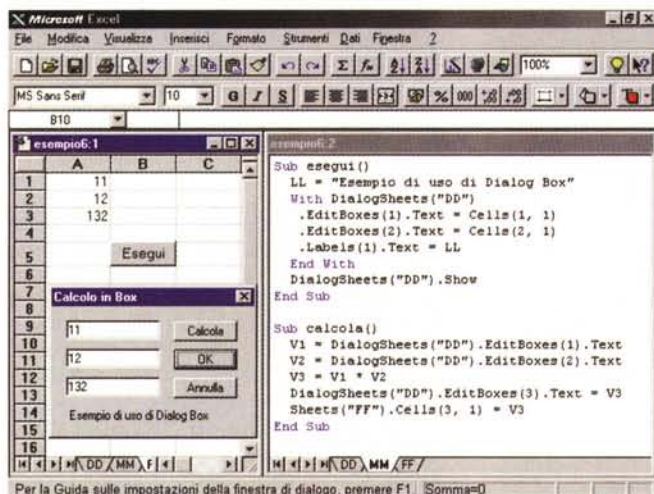 Microsoft Excel
File Modifica Visualizza Inserisci Formato Strumenti Dati Finestra ?
100%
MS Sans Serif 10 G I S % 000
B10
esempio6:1
A B C
1 11
2 12
3 132
4
5 Esegui
6
7
8
9
10
11
12
13
14
15
16
Calcolo in Box
11 Calcola
12 OK
132 Annulla
Esempio di uso di Dialog Box
DD MM F
esempio6:2
Sub esegui()
LL = "Esempio di uso di Dialog Box"
With DialogSheets("DD")
.EditBoxes(1).Text = Cells(1, 1)
.EditBoxes(2).Text = Cells(2, 1)
.Labels(1).Text = LL
End With
DialogSheets("DD").Show
End Sub
Sub calcola()
V1 = DialogSheets("DD").EditBoxes(1).Text
V2 = DialogSheets("DD").EditBoxes(2).Text
V3 = V1 * V2
DialogSheets("DD").EditBoxes(3).Text = V3
Sheets("FF").Cells(3, 1) = V3
End Sub
DD MM FF
Per la Guida sulle impostazioni della finestra di dialogo, premere F1 Somma=0